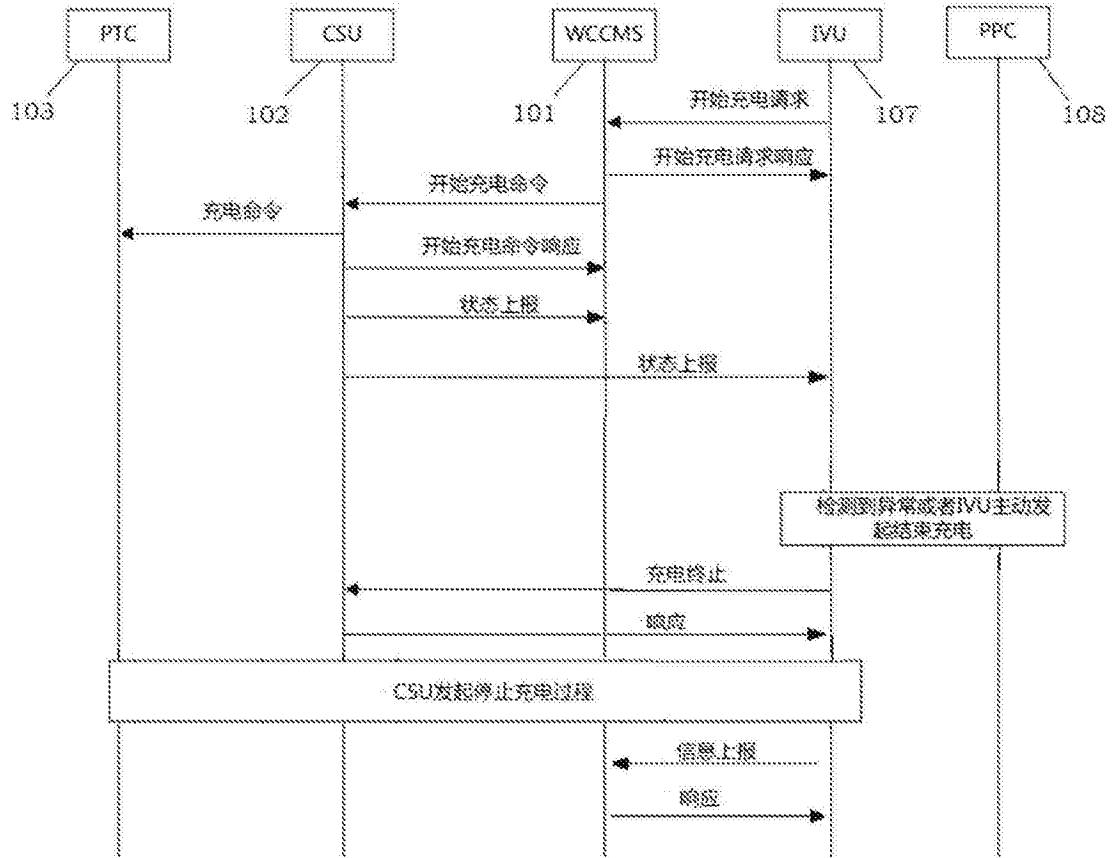 PTC
CSU
WCCMS
IVU
PPC
103
102
101
107
108
开始充电请求
开始充电请求响应
开始充电命令
充电命令
开始充电命令响应
状态上报
状态上报
检测到异常或者IVU主动发
起结束充电
充电终止
响应
CSU发起停止充电过程
信息上报
响应